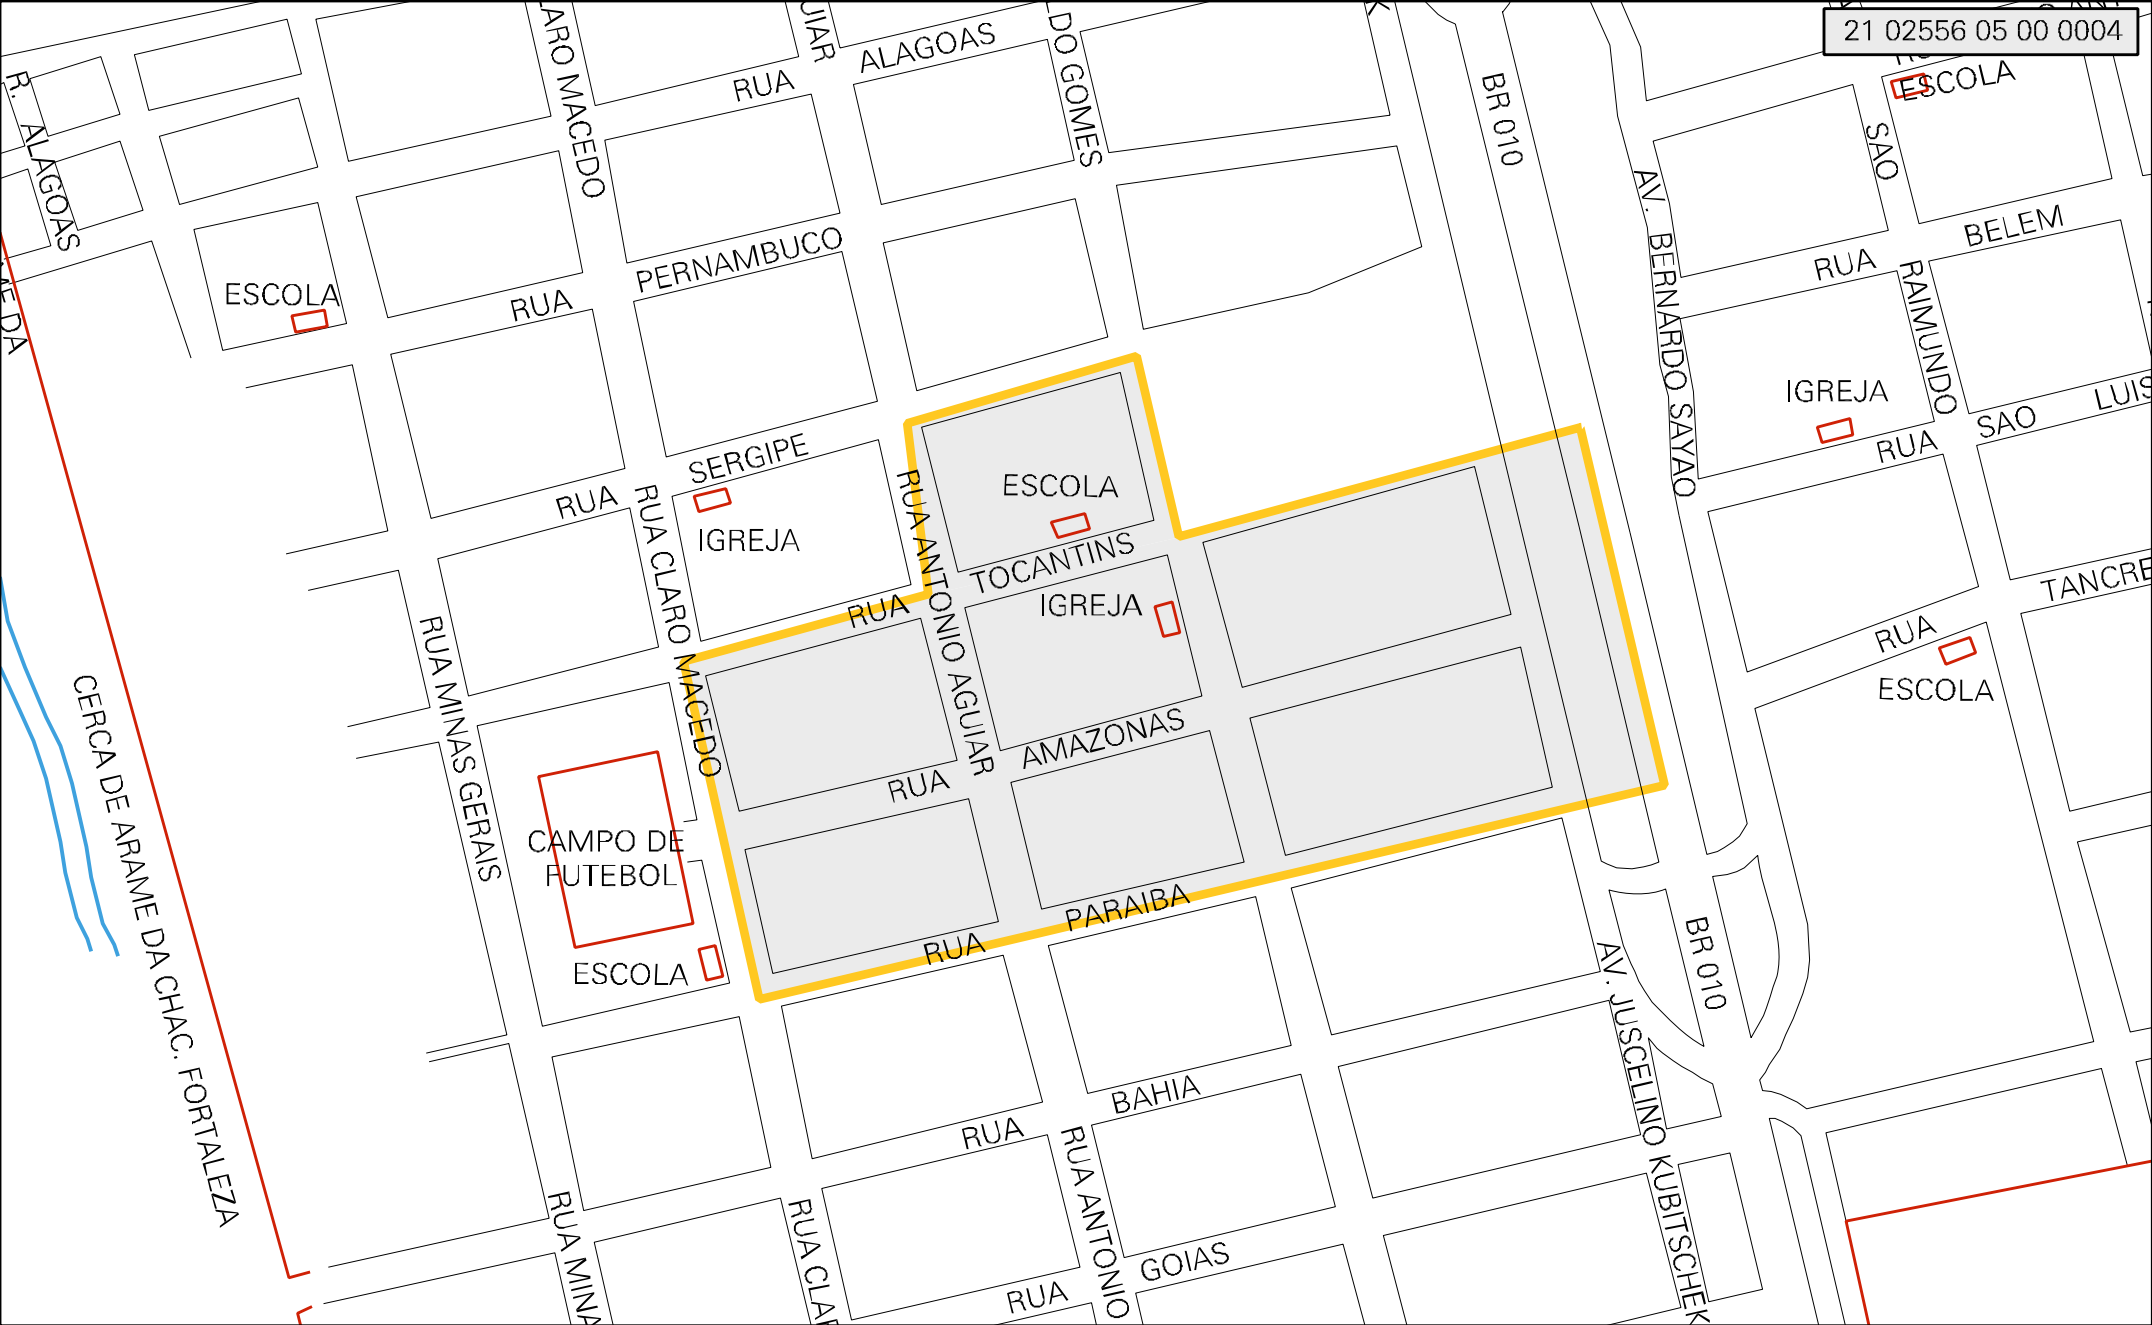 21 02556 05 00 0004
ESCOLA
R. ALAGOAS
CLARO MACEDO
RUA ALAGOAS
DO GOMES
BR 010
AV. BERNARDO SAYAO
SAO RAIMUNDO
RUA BELEM
ESCOLA
RUA PERNAMBUCO
IGREJA
RUA SAO LUIS
RUA SERGIPE
IGREJA
RUA CLARO MACEDO
RUA ANTONIO AGUIAR
ESCOLA
RUA TOCANTINS
IGREJA
RUA TANCRE
ESCOLA
RUA MINAS GERAIS
CERCA DE ARAME DA CHAC. FORTALEZA
RUA AMAZONAS
CAMPO DE
FUTEBOL
ESCOLA
RUA PARAIBA
BR 010
AV. JUSCELINO KUBITSCHEK
RUA BAHIA
RUA ANTONIO
RUA MINA
RUA CLAR
RUA GOIAS